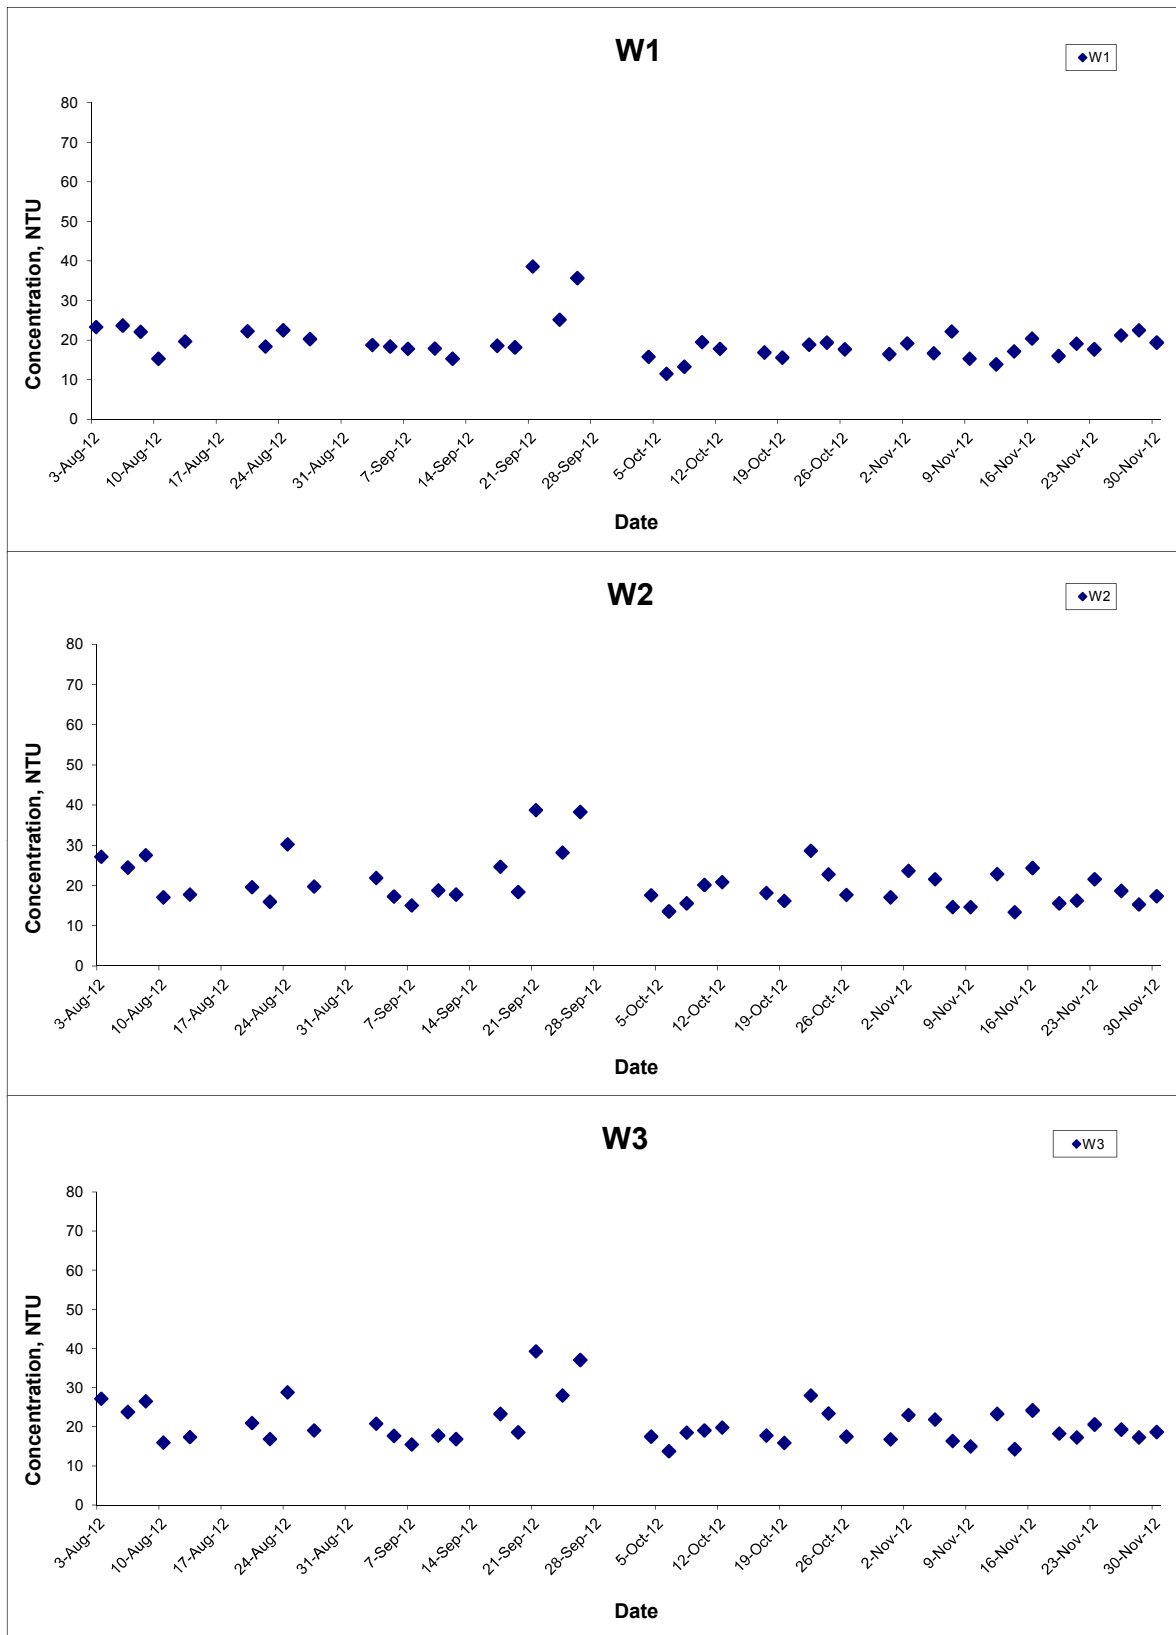 W1
W1
80
70
60
50
40
30
20
10
0
Concentration, NTU
3-Aug-12
10-Aug-12
17-Aug-12
24-Aug-12
31-Aug-12
7-Sep-12
14-Sep-12
21-Sep-12
28-Sep-12
5-Oct-12
12-Oct-12
19-Oct-12
26-Oct-12
2-Nov-12
9-Nov-12
16-Nov-12
23-Nov-12
30-Nov-12
Date
W2
W2
80
70
60
50
40
30
20
10
0
Concentration, NTU
3-Aug-12
10-Aug-12
17-Aug-12
24-Aug-12
31-Aug-12
7-Sep-12
14-Sep-12
21-Sep-12
28-Sep-12
5-Oct-12
12-Oct-12
19-Oct-12
26-Oct-12
2-Nov-12
9-Nov-12
16-Nov-12
23-Nov-12
30-Nov-12
Date
W3
W3
80
70
60
50
40
30
20
10
0
Concentration, NTU
3-Aug-12
10-Aug-12
17-Aug-12
24-Aug-12
31-Aug-12
7-Sep-12
14-Sep-12
21-Sep-12
28-Sep-12
5-Oct-12
12-Oct-12
19-Oct-12
26-Oct-12
2-Nov-12
9-Nov-12
16-Nov-12
23-Nov-12
30-Nov-12
Date